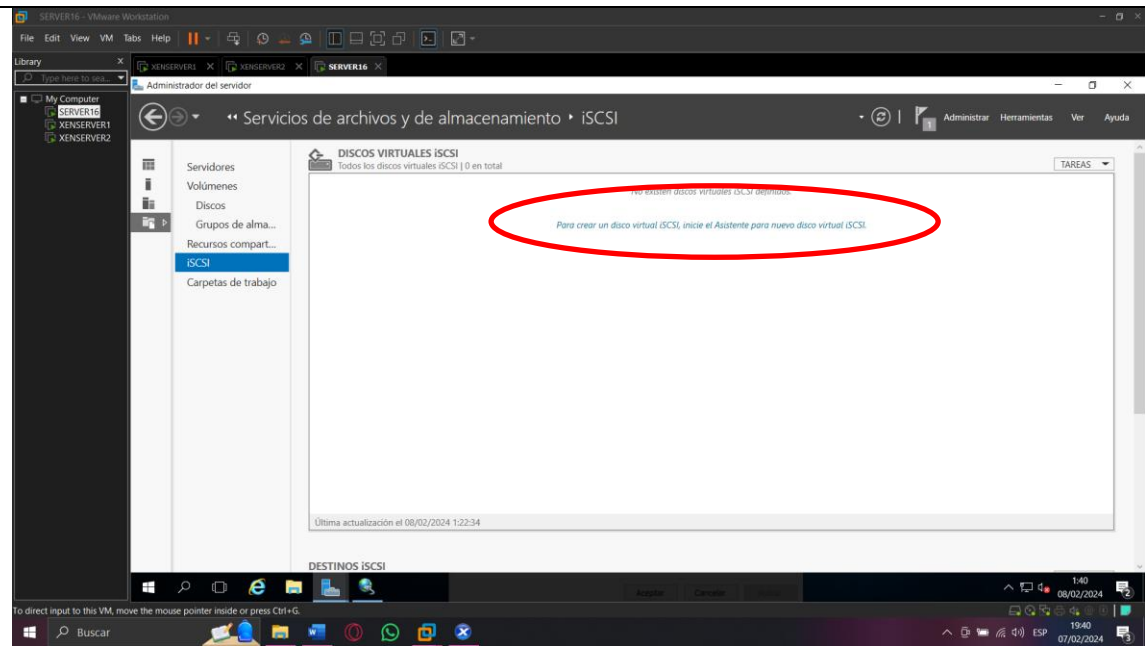 SERVER16 - VMware Workstation
File Edit View VM Tabs Help
Library X
Type here to sea...
XENSERVER1 X XENSERVER2 X SERVER16 X
My Computer
SERVER16
XENSERVER1
XENSERVER2
Administrador del servidor
Servicios de archivos y de almacenamiento iSCSI
1 Administrar Herramientas Ver Ayuda
Servidores
Volúmenes
Discos
Grupos de alma...
Recursos compart...
iSCSI
Carpetas de trabajo
DISCOS VIRTUALES iSCSI
Todos los discos virtuales iSCSI | 0 en total
TAREAS
No existen discos virtuales iSCSI definidos.
Para crear un disco virtual iSCSI, inicie el Asistente para nuevo disco virtual iSCSI.
Última actualización el 08/02/2024 1:22:34
DESTINOS iSCSI
Aceptar Cancelar
1:40
08/02/2024
2
To direct input to this VM, move the mouse pointer inside or press Ctrl+G.
Buscar
ESP
19:40
07/02/2024
3